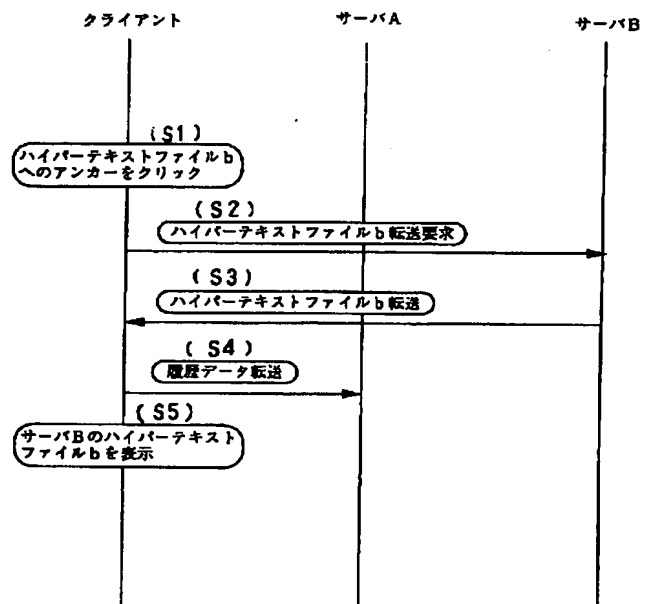 クライアント
サーバA
サーバB
(S1)
ハイパーテキストファイルb
へのアンカーをクリック
(S2)
ハイパーテキストファイルb転送要求
(S3)
ハイパーテキストファイルb転送
(S4)
履歴データ転送
(S5)
サーバBのハイパーテキスト
ファイルbを表示